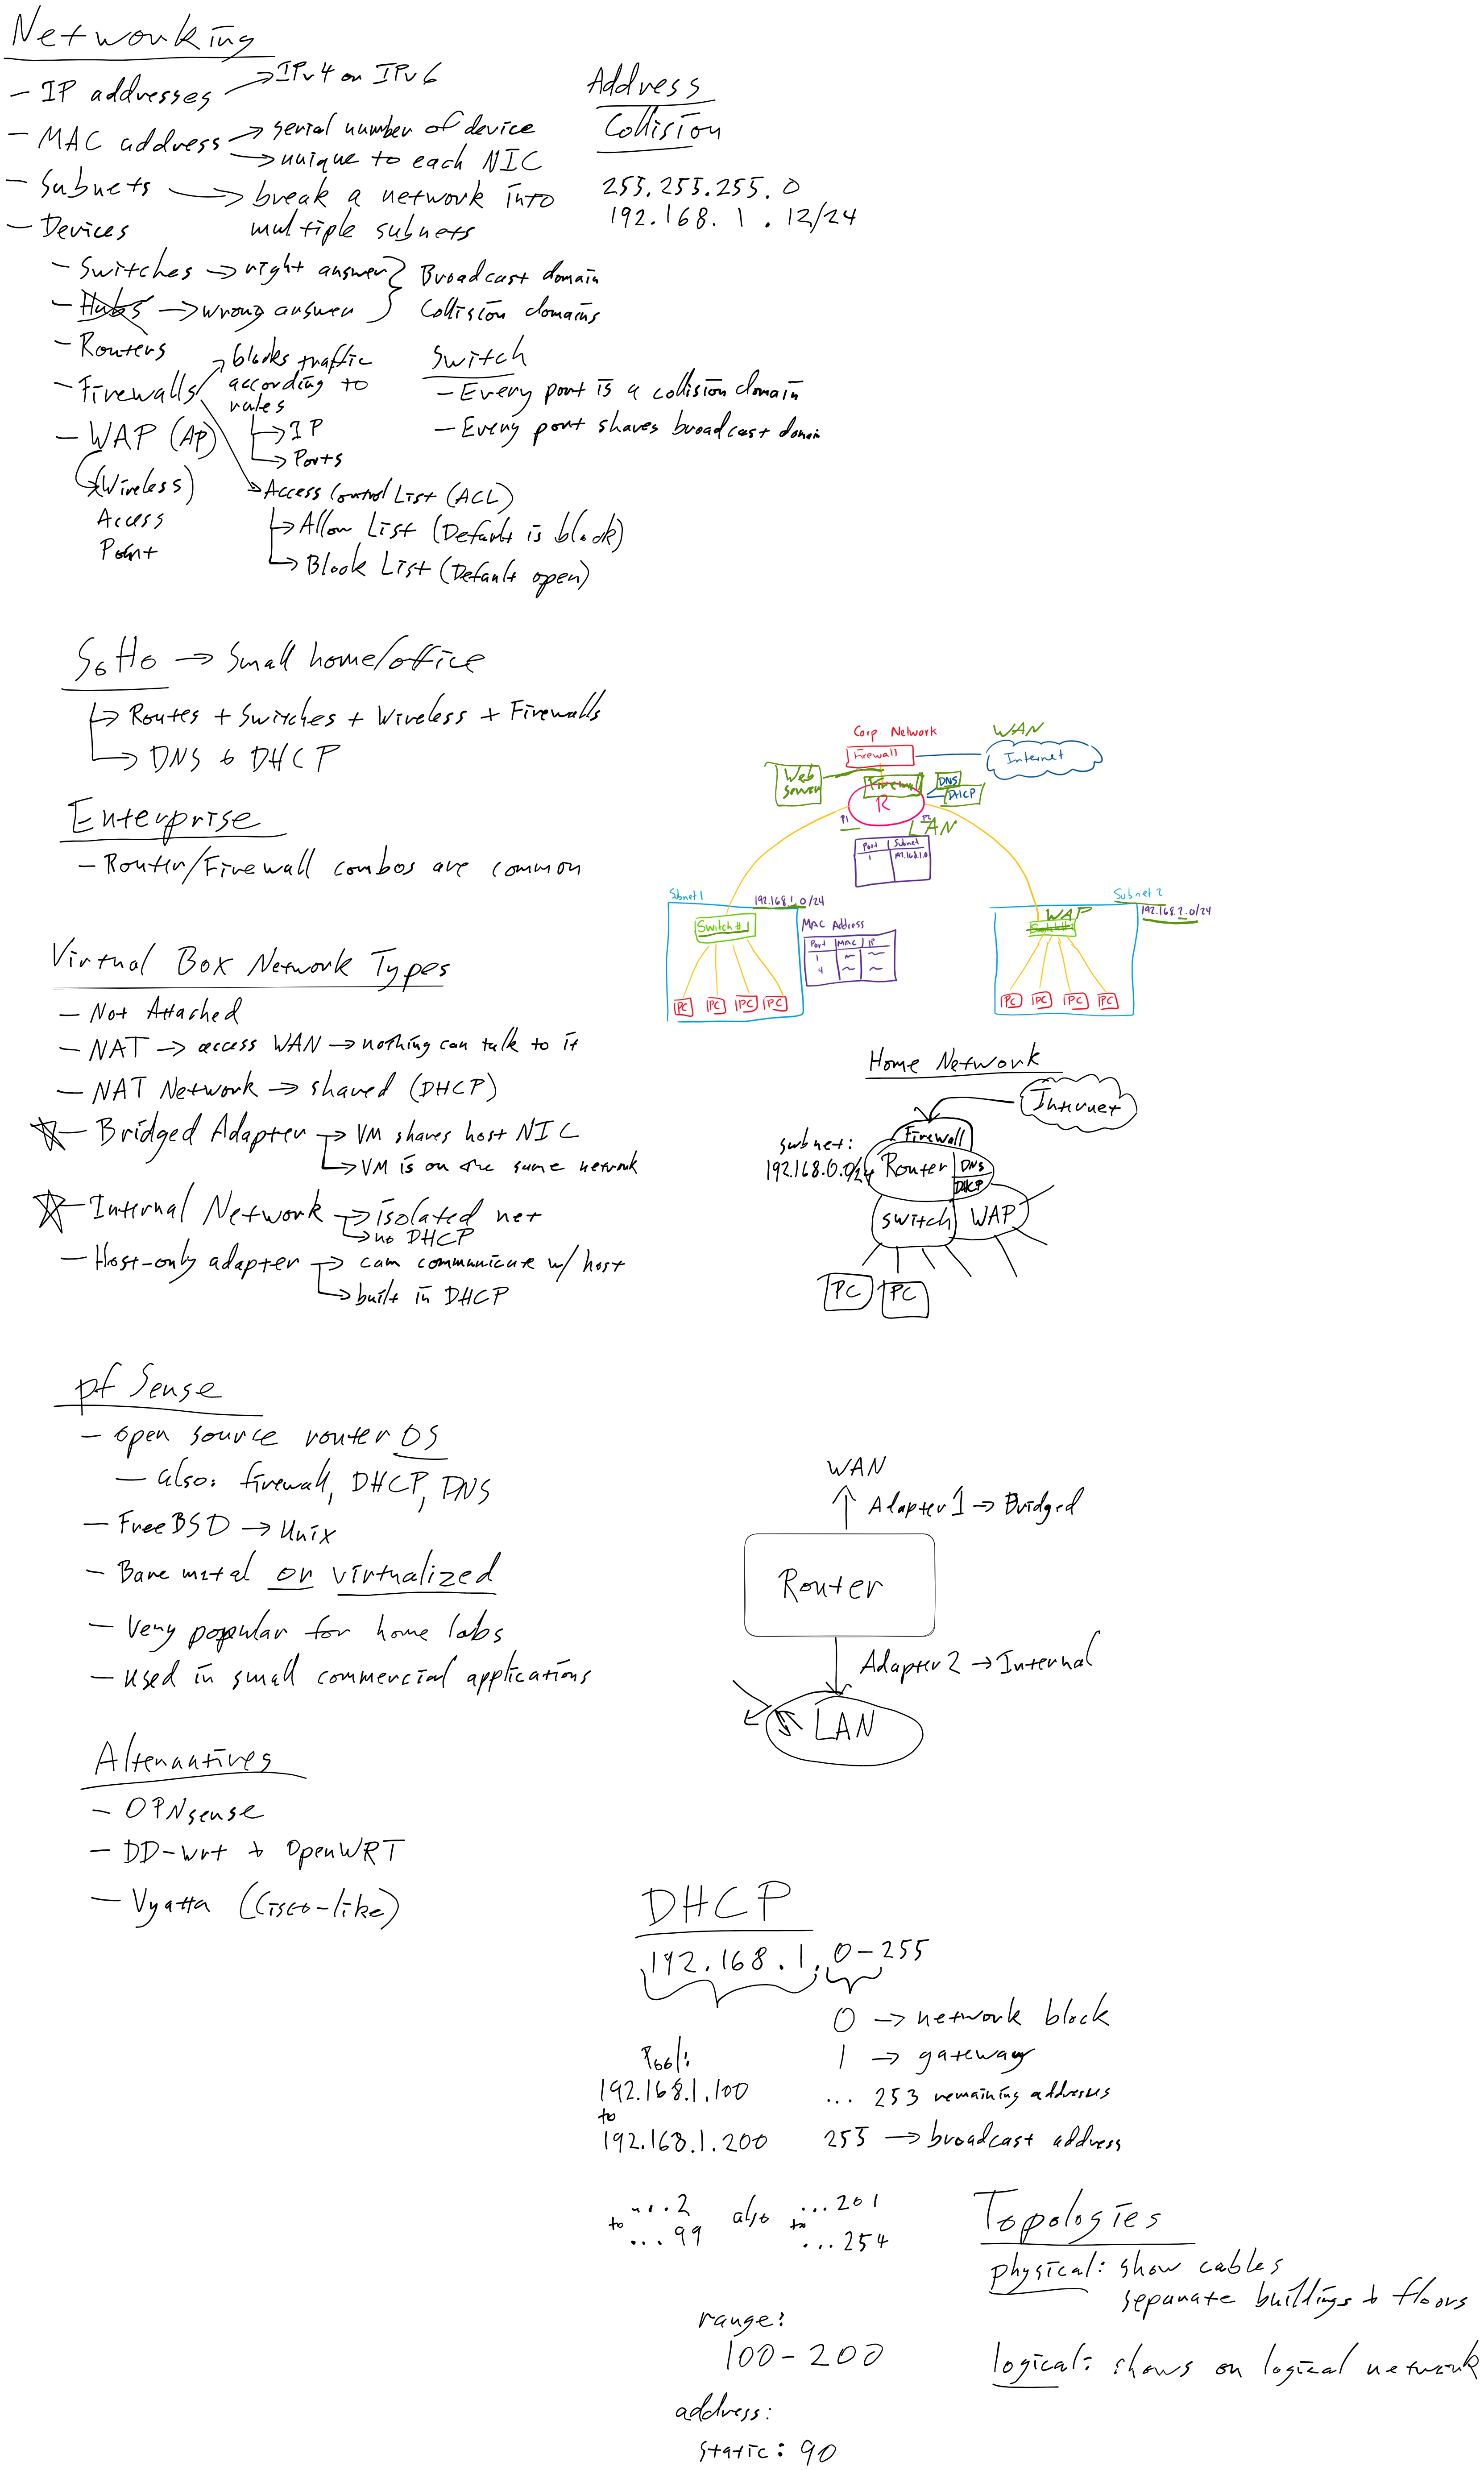 Networking
- IP addresses → IPv4 or IPv6
- MAC address → serial number of device
→ unique to each NIC
- Subnets → break a network into
multiple subnets
- Devices
- Switches → right answer } Broadcast domain
- Hubs → wrong answer } Collision domains
- Routers
- Firewalls → blocks traffic
according to
rules
→ IP
→ Ports
- WAP (AP)
→ (Wireless)
Access
Point
→ Access Control List (ACL)
→ Allow List (Default is block)
→ Block List (Default open)
Address
Collision
255.255.255.0
192.168.1.12/24
Switch
- Every port is a collision domain
- Every port shares broadcast domain
SoHo → Small home/office
→ Routes + Switches + Wireless + Firewalls
→ DNS & DHCP
Enterprise
- Router/Firewall combos are common
Corp Network
WAN
Firewall
Internet
Web
Server
Firewall
DNS
DHCP
R
P1
P2
LAN
Port Subnet
1 192.168.1.0
Subnet 1
192.168.1.0/24
Switch #1
MAC Address
Port MAC IP
1 ~ ~
4 ~ ~
PC PC PC PC
Subnet 2
192.168.2.0/24
WAP
PC PC PC PC
Virtual Box Network Types
- Not Attached
- NAT → access WAN → nothing can talk to it
- NAT Network → shared (DHCP)
☆ - Bridged Adapter → VM shares host NIC
→ VM is on the same network
☆ - Internal Network → isolated net
→ no DHCP
- Host-only adapter → can communicate w/ host
→ built in DHCP
Home Network
Internet
Firewall
subnet:
192.168.0.0/24
Router
DNS
DHCP
Switch WAP
PC PC
pf Sense
- open source router OS
- also: firewall, DHCP, DNS
- FreeBSD → Unix
- Bare metal or virtualized
- Very popular for home labs
- used in small commercial applications
WAN
↑ Adapter 1 → Bridged
Router
Adapter 2 → Internal
LAN
Alternatives
- OPNsense
- DD-wrt & OpenWRT
- Vyatta (Cisco-like)
DHCP
192.168.1.0-255
0 → network block
1 → gateway
... 253 remaining addresses
255 → broadcast address
Pool:
192.168.1.100
to
192.168.1.200
...2 also ...201
to ...99 to ...254
range:
100-200
address:
static: 90
Topologies
physical: show cables
separate buildings & floors
logical: shows on logical network